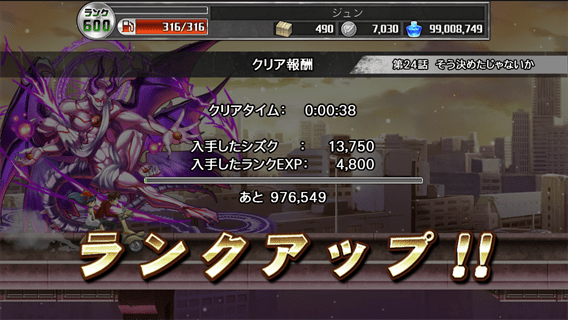 ランク
600
316/316
ジュン
490
7,030
99,008,749
クリア報酬
第24話 そう決めたじゃないか
クリアタイム: 0:00:38
入手したシズク : 13,750
入手したランクEXP: 4,800
あと 976,549
ランクアップ!!